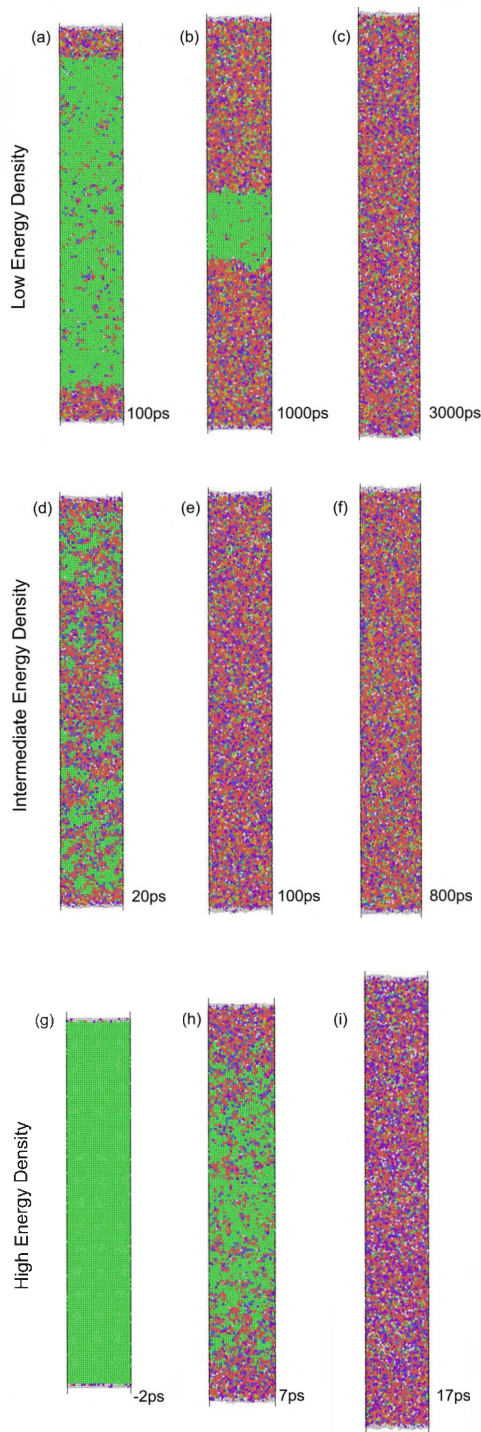 (a)
(b)
(c)
Low Energy Density
100ps
1000ps
3000ps
(d)
(e)
(f)
Intermediate Energy Density
20ps
100ps
800ps
(g)
(h)
(i)
High Energy Density
-2ps
7ps
17ps